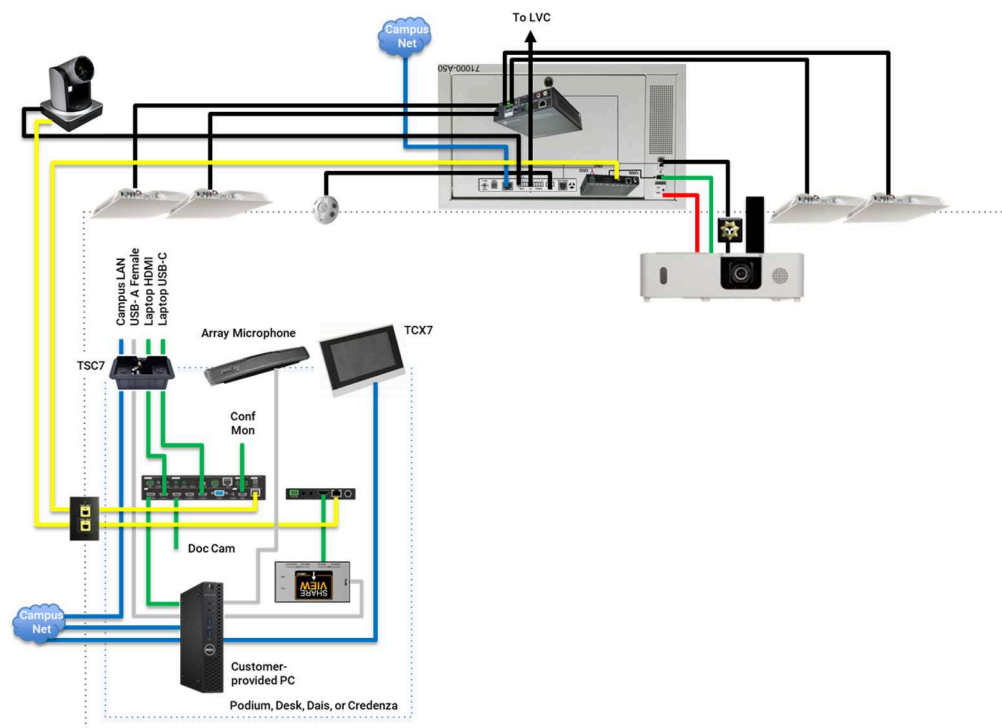 To LVC
Campus
Net
71000-A50
Campus LAN
USB- A Female
Laptop HDMI
Laptop USB-C
Array Microphone
TCX7
TSC7
Conf
Mon
Doc Cam
SHARE
VIEW
Campus
Net
Customer-
provided PC
Podium, Desk, Dais, or Credenza